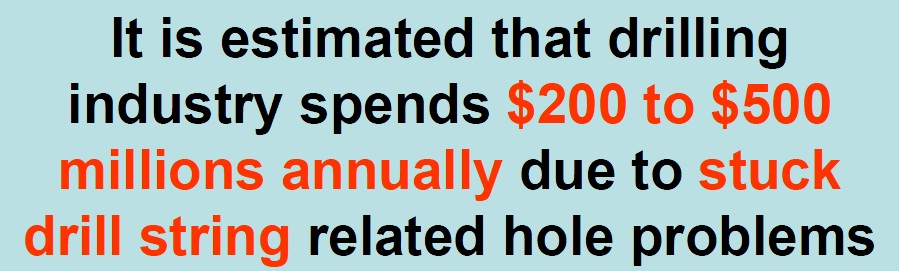 It is estimated that drilling
industry spends $200 to $500
millions annually due to stuck
drill string related hole problems